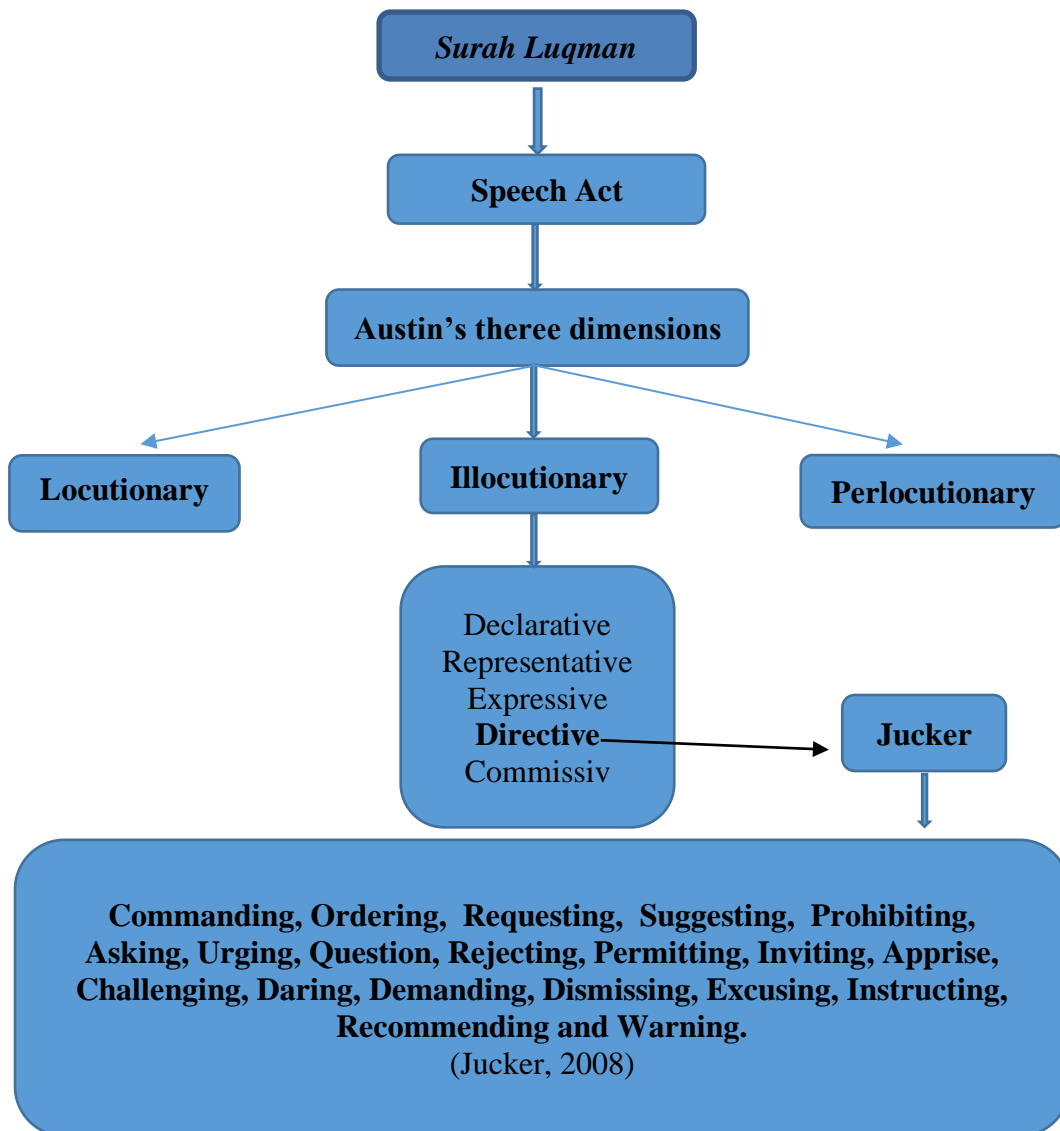 Surah Luqman
Speech Act
Austin’s theree dimensions
Locutionary
Illocutionary
Perlocutionary
Declarative
Representative
Expressive
Directive
Commissiv
Jucker
Commanding, Ordering, Requesting, Suggesting, Prohibiting,
Asking, Urging, Question, Rejecting, Permitting, Inviting, Apprise,
Challenging, Daring, Demanding, Dismissing, Excusing, Instructing,
Recommending and Warning.
(Jucker, 2008)